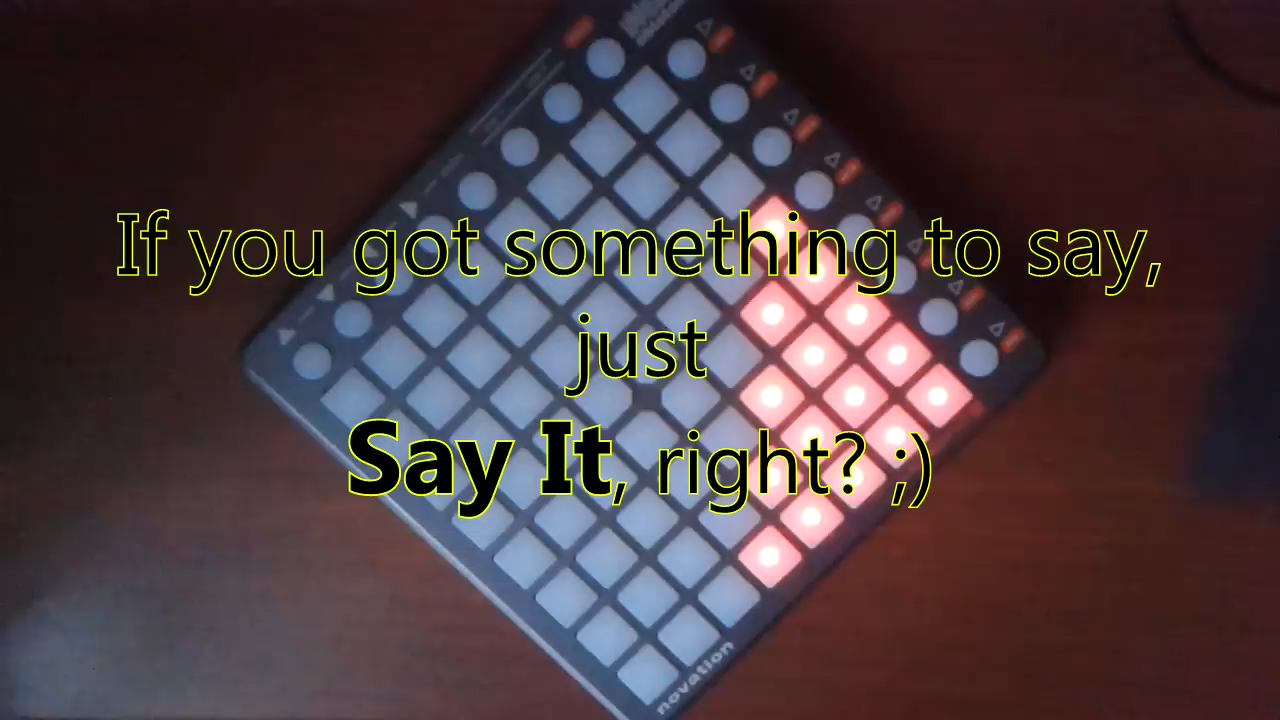 If you got something to say,
just
Say It, right? ;)
novation